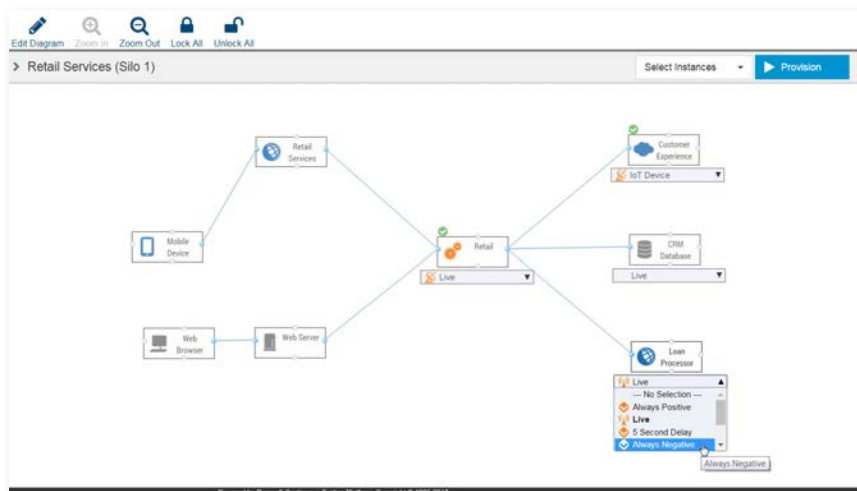 Edit Diagram Zoom In Zoom Out Lock All Unlock All
Retail Services (Silo 1)
Select Instances
Provision
Retail
Services
Customer
Experience
IoT Device
Mobile
Device
Retail
Live
CRM
Database
Live
Web
Browser
Web Server
Loan
Processor
Live
--- No Selection ---
Always Positive
Live
5 Second Delay
Always Negative
Always Negative